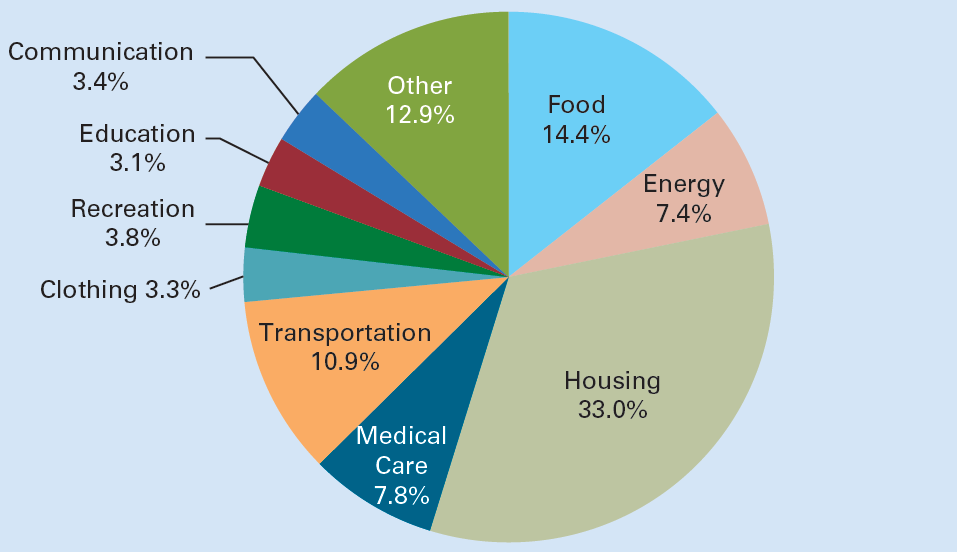 Communication
3.4%
Education
3.1%
Recreation
3.8%
Clothing 3.3%
Other
12.9%
Food
14.4%
Energy
7.4%
Housing
33.0%
Transportation
10.9%
Medical
Care
7.8%